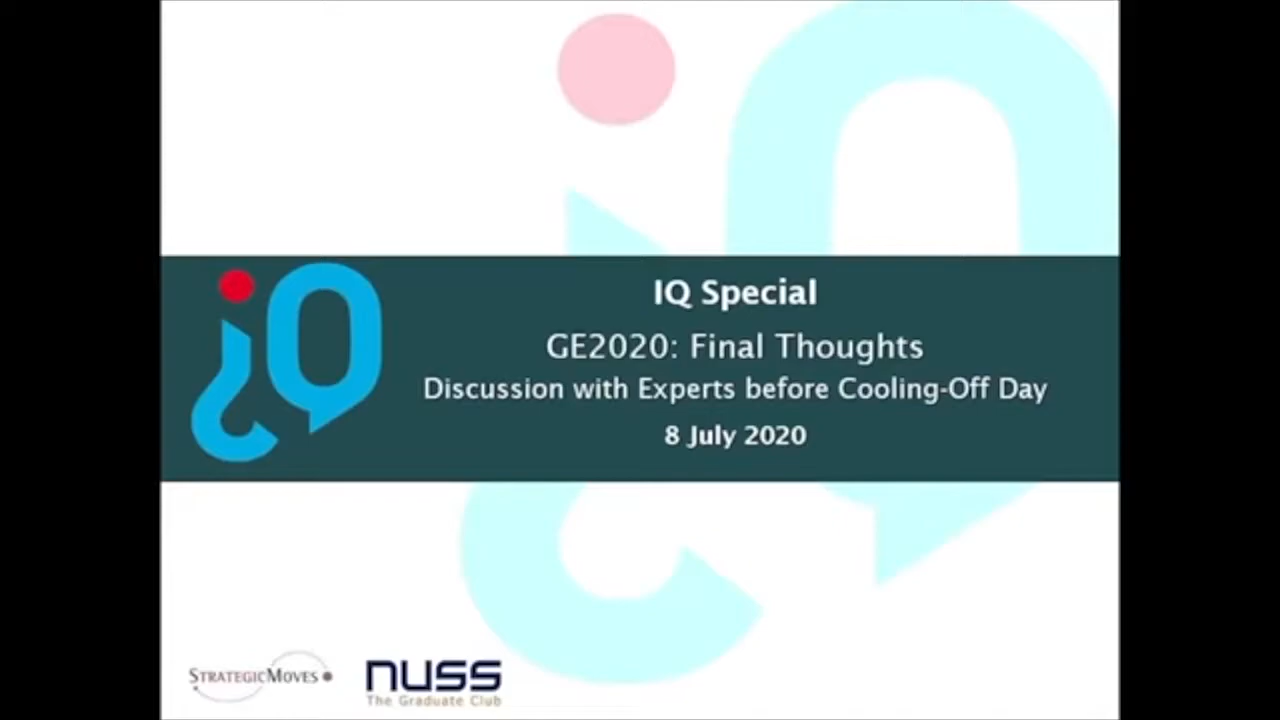 iQ
IQ Special
GE2020: Final Thoughts
Discussion with Experts before Cooling-Off Day
8 July 2020
STRATEGICMOVES
nuss
The Graduate Club